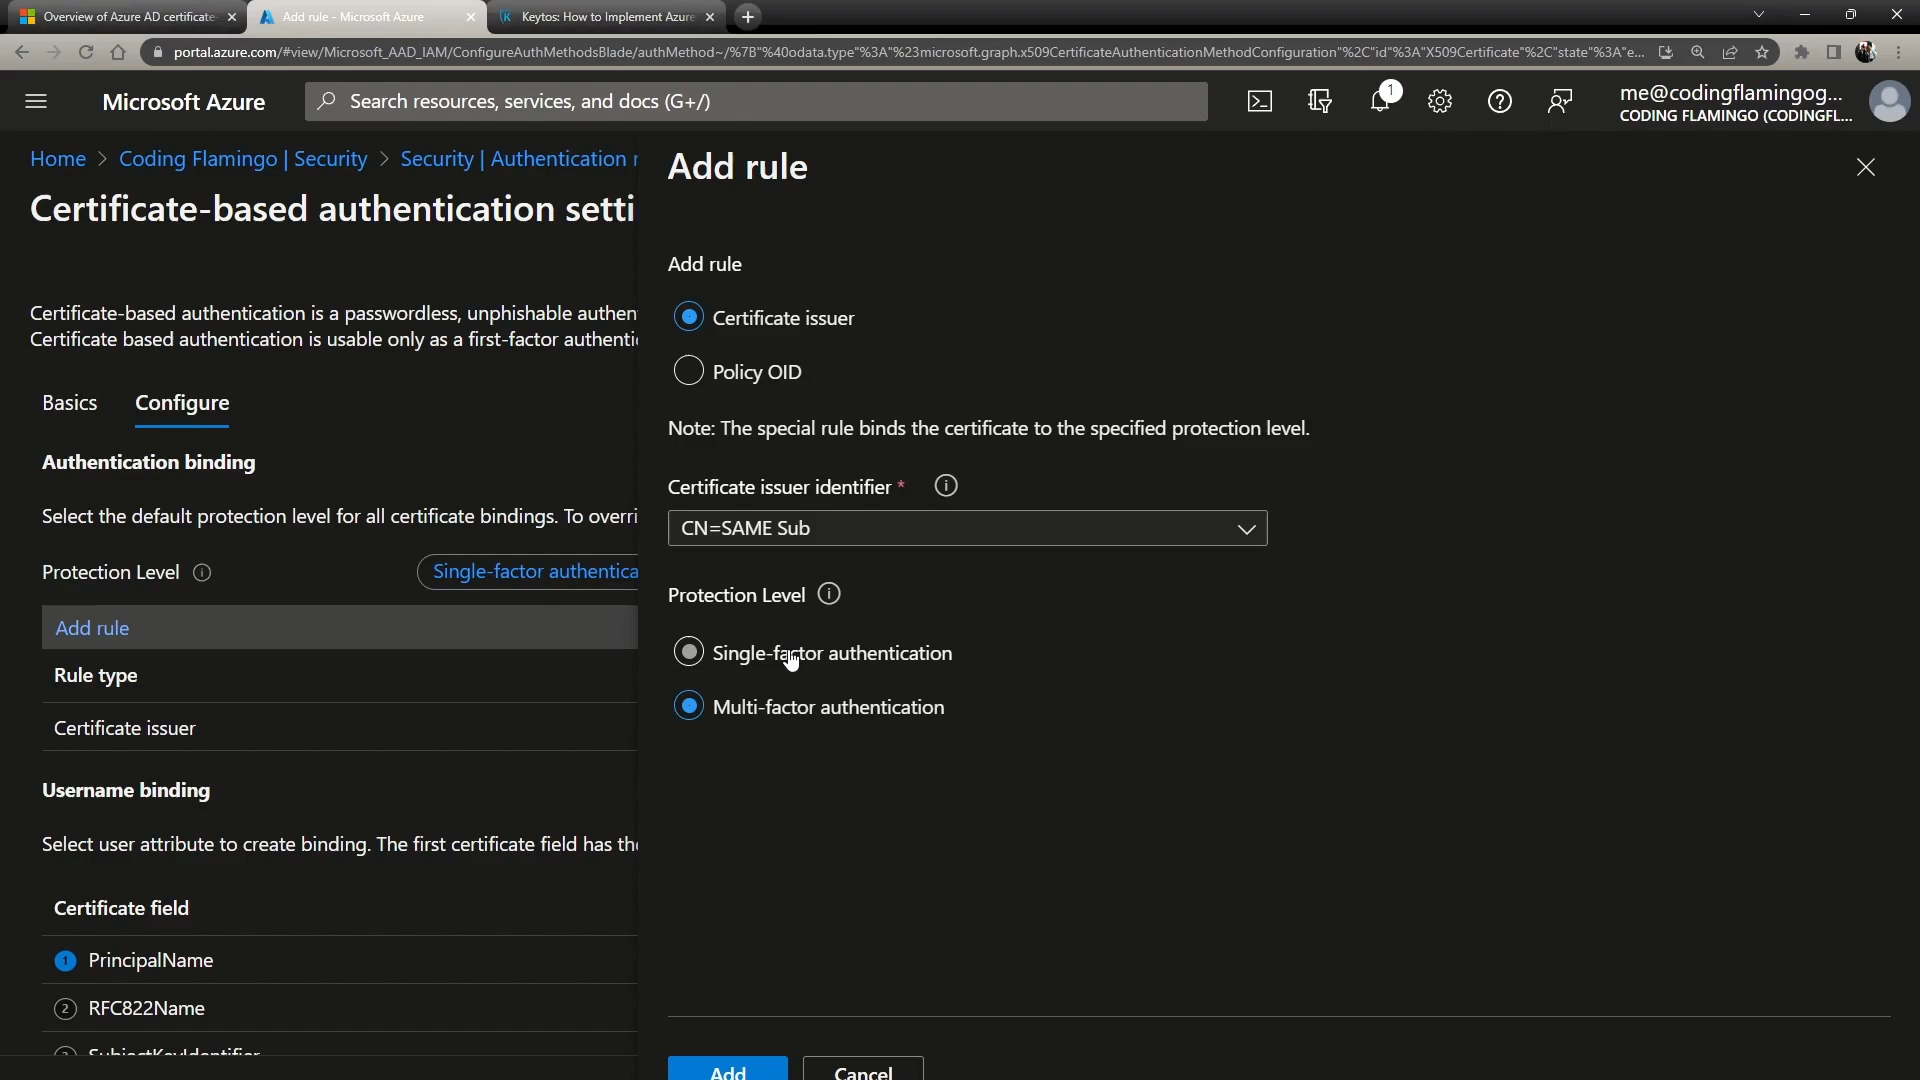 Overview of Azure AD certificate-
Add rule - Microsoft Azure
Keytos: How to Implement Azure
portal.azure.com/#view/Microsoft_AAD_IAM/ConfigureAuthMethodsBlade/authMethod~/%7B"%40odata.type"%3A"%23microsoft.graph.x509CertificateAuthenticationMethodConfiguration"%2C"id"%3A"X509Certificate"%2C"state"%3A"e...
Microsoft Azure
Search resources, services, and docs (G+/)
1
me@codingflamingog...
CODING FLAMINGO (CODINGFL...
Home > Coding Flamingo | Security > Security | Authentication
Certificate-based authentication setti
Certificate-based authentication is a passwordless, unphishable authen
Certificate based authentication is usable only as a first-factor authenti
Basics
Configure
Authentication binding
Select the default protection level for all certificate bindings. To overri
Protection Level
Single-factor authentica
Add rule
Rule type
Certificate issuer
Username binding
Select user attribute to create binding. The first certificate field has the
Certificate field
1 PrincipalName
2 RFC822Name
3 SubjectKeyIdentifier
Add rule
Add rule
Certificate issuer
Policy OID
Note: The special rule binds the certificate to the specified protection level.
Certificate issuer identifier *
CN=SAME Sub
Protection Level
Single-factor authentication
Multi-factor authentication
Add
Cancel